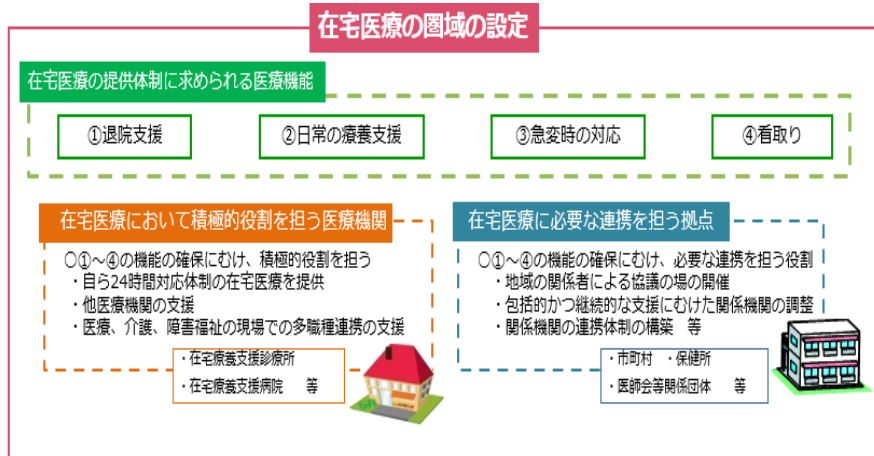 在宅医療の圏域の設定
在宅医療の提供体制に求められる医療機能
①退院支援
②日常の療養支援
③急変時の対応
④看取り
在宅医療において積極的役割を担う医療機関
○①～④の機能の確保にむけ、積極的役割を担う
・自ら24時間対応体制の在宅医療を提供
・他医療機関の支援
・医療、介護、障害福祉の現場での多職種連携の支援
・在宅療養支援診療所
・在宅療養支援病院　等
在宅医療に必要な連携を担う拠点
○①～④の機能の確保にむけ、必要な連携を担う役割
・地域の関係者による協議の場の開催
・包括的かつ継続的な支援にむけた関係機関の調整
・関係機関の連携体制の構築　等
・市町村　・保健所
・医師会等関係団体　等